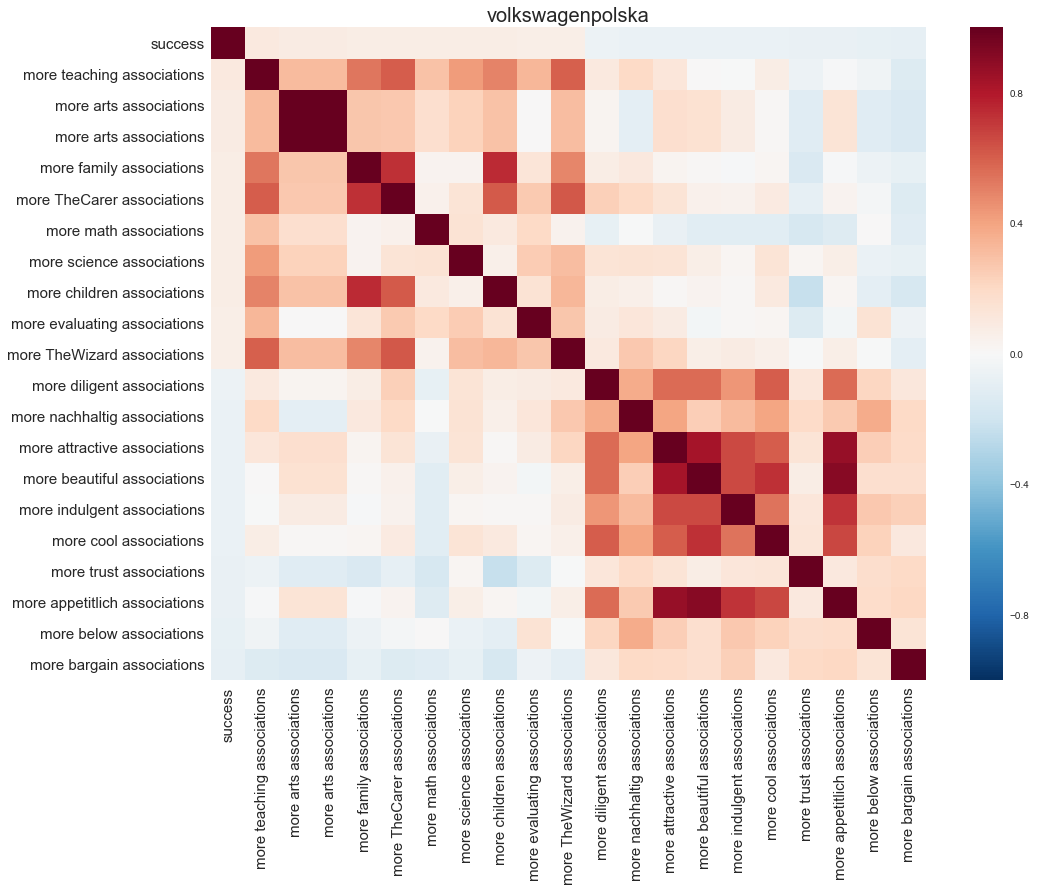 volkswagenpolska
success
more teaching associations
more arts associations
more arts associations
more family associations
more TheCarer associations
more math associations
more science associations
more children associations
more evaluating associations
more TheWizard associations
more diligent associations
more nachhaltig associations
more attractive associations
more beautiful associations
more indulgent associations
more cool associations
more trust associations
more appetitlich associations
more below associations
more bargain associations
0.8
0.4
0.0
−0.4
−0.8
success
more teaching associations
more arts associations
more arts associations
more family associations
more TheCarer associations
more math associations
more science associations
more children associations
more evaluating associations
more TheWizard associations
more diligent associations
more nachhaltig associations
more attractive associations
more beautiful associations
more indulgent associations
more cool associations
more trust associations
more appetitlich associations
more below associations
more bargain associations